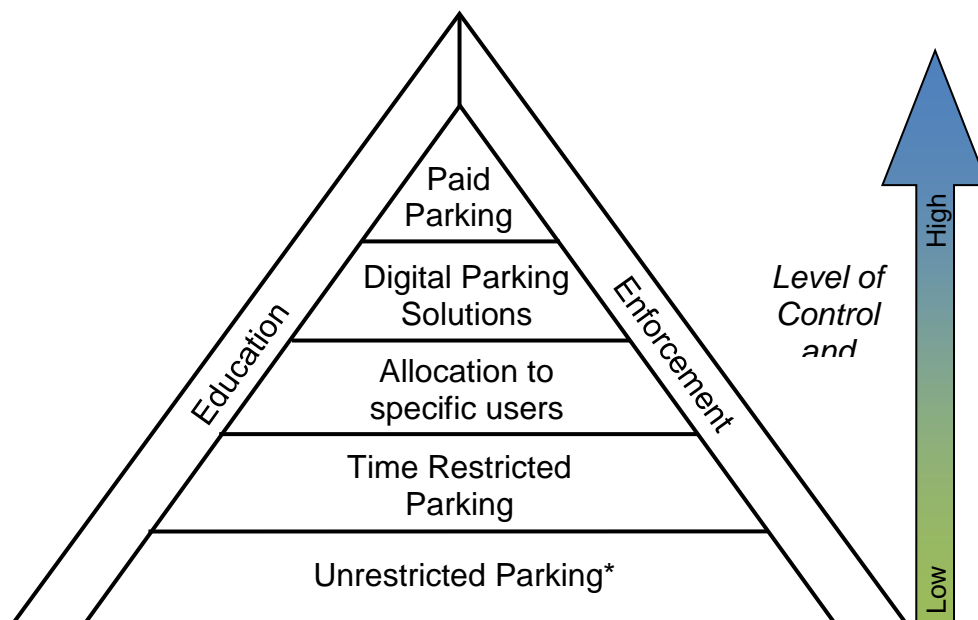 Paid
Parking
Digital Parking
Solutions
Allocation to
specific users
Time Restricted
Parking
Unrestricted Parking*
Education
Enforcement
Level of
Control
and
High
Low